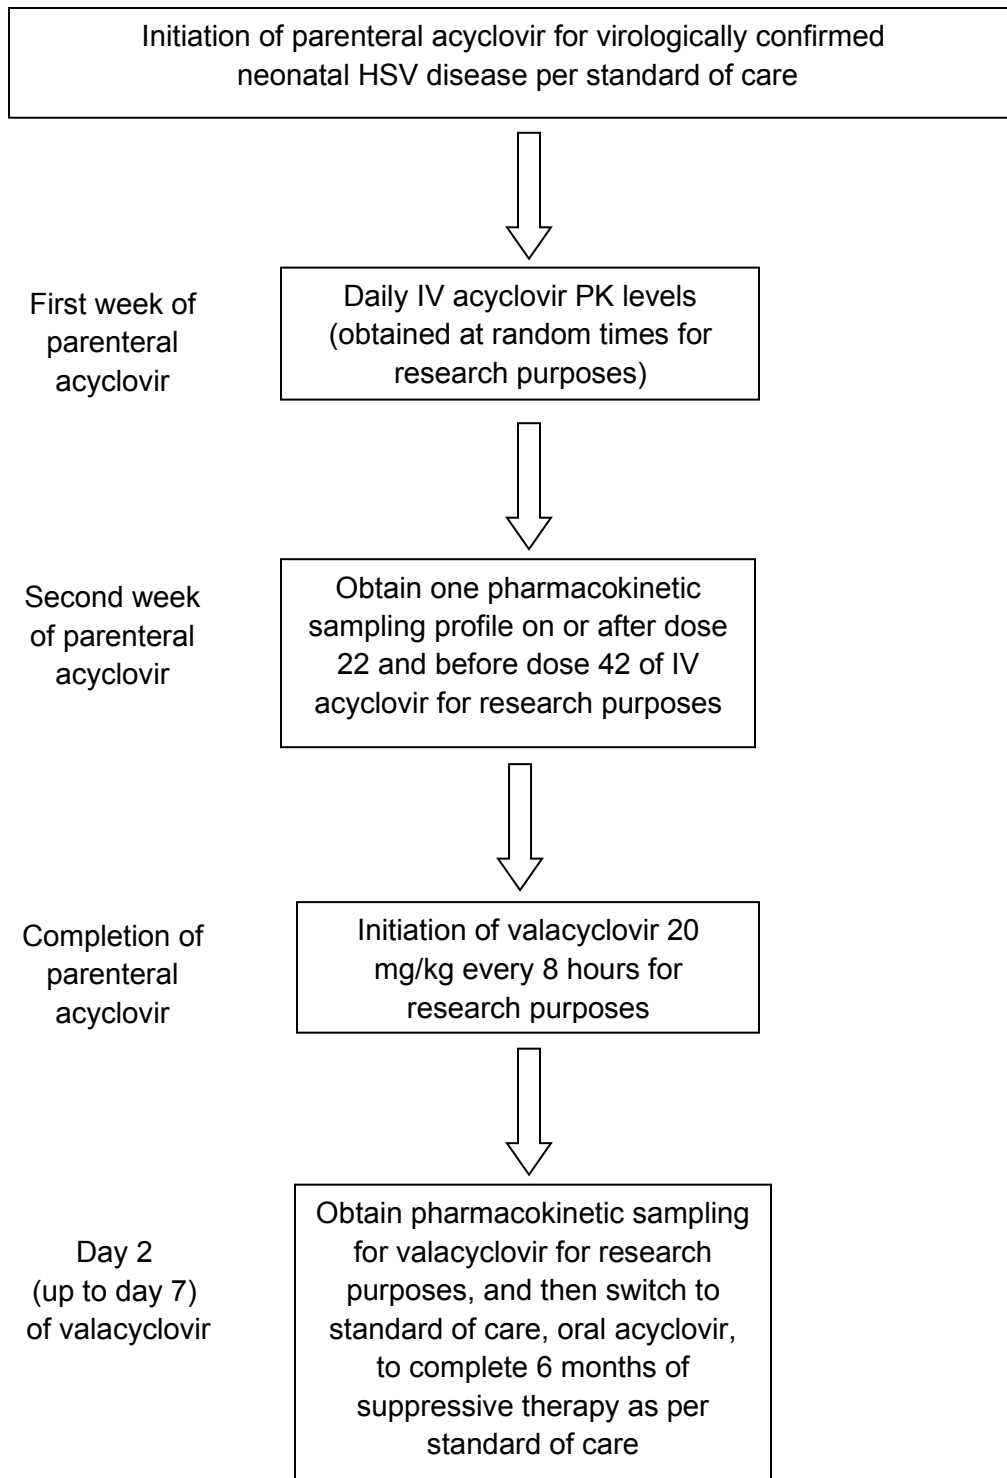 Initiation of parenteral acyclovir for virologically confirmed
neonatal HSV disease per standard of care
First week of
parenteral
acyclovir
Daily IV acyclovir PK levels
(obtained at random times for
research purposes)
Second week
of parenteral
acyclovir
Obtain one pharmacokinetic
sampling profile on or after dose
22 and before dose 42 of IV
acyclovir for research purposes
Completion of
parenteral
acyclovir
Initiation of valacyclovir 20
mg/kg every 8 hours for
research purposes
Day 2
(up to day 7)
of valacyclovir
Obtain pharmacokinetic sampling
for valacyclovir for research
purposes, and then switch to
standard of care, oral acyclovir,
to complete 6 months of
suppressive therapy as per
standard of care